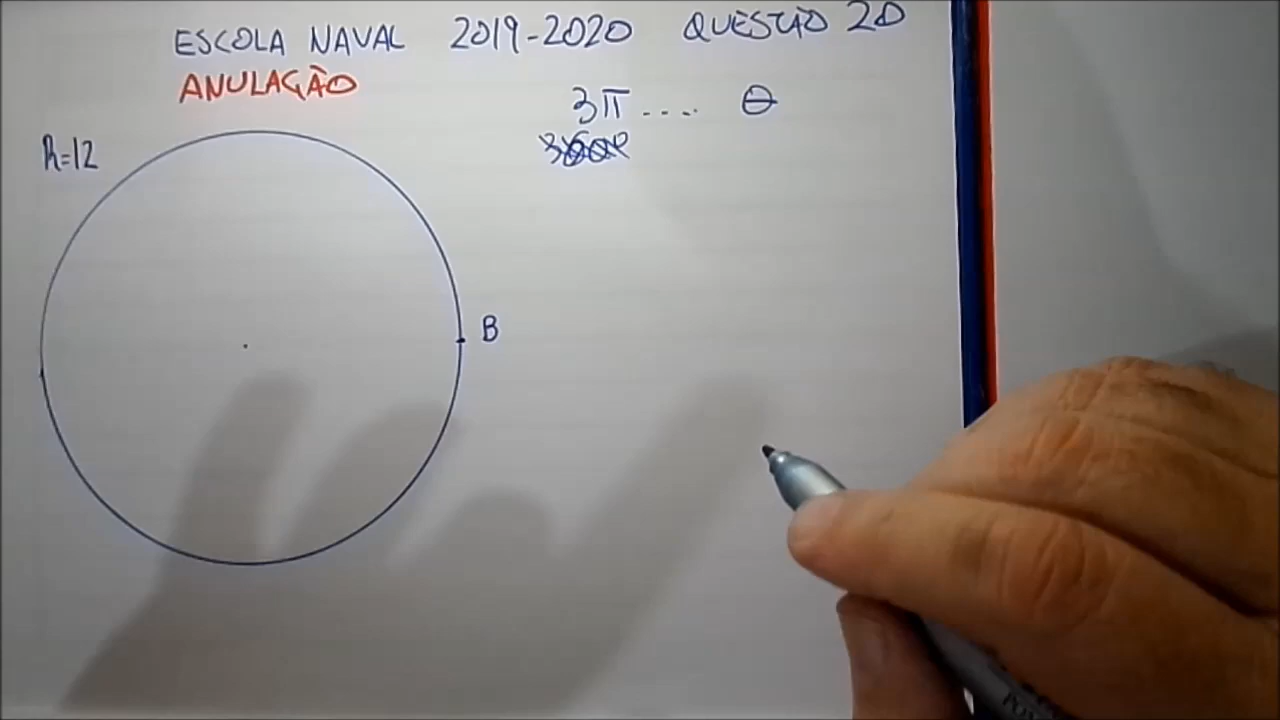 ESCOLA NAVAL 2019-2020 QUESTÃO 20
ANULAÇÃO
3π .... θ
R=12
B